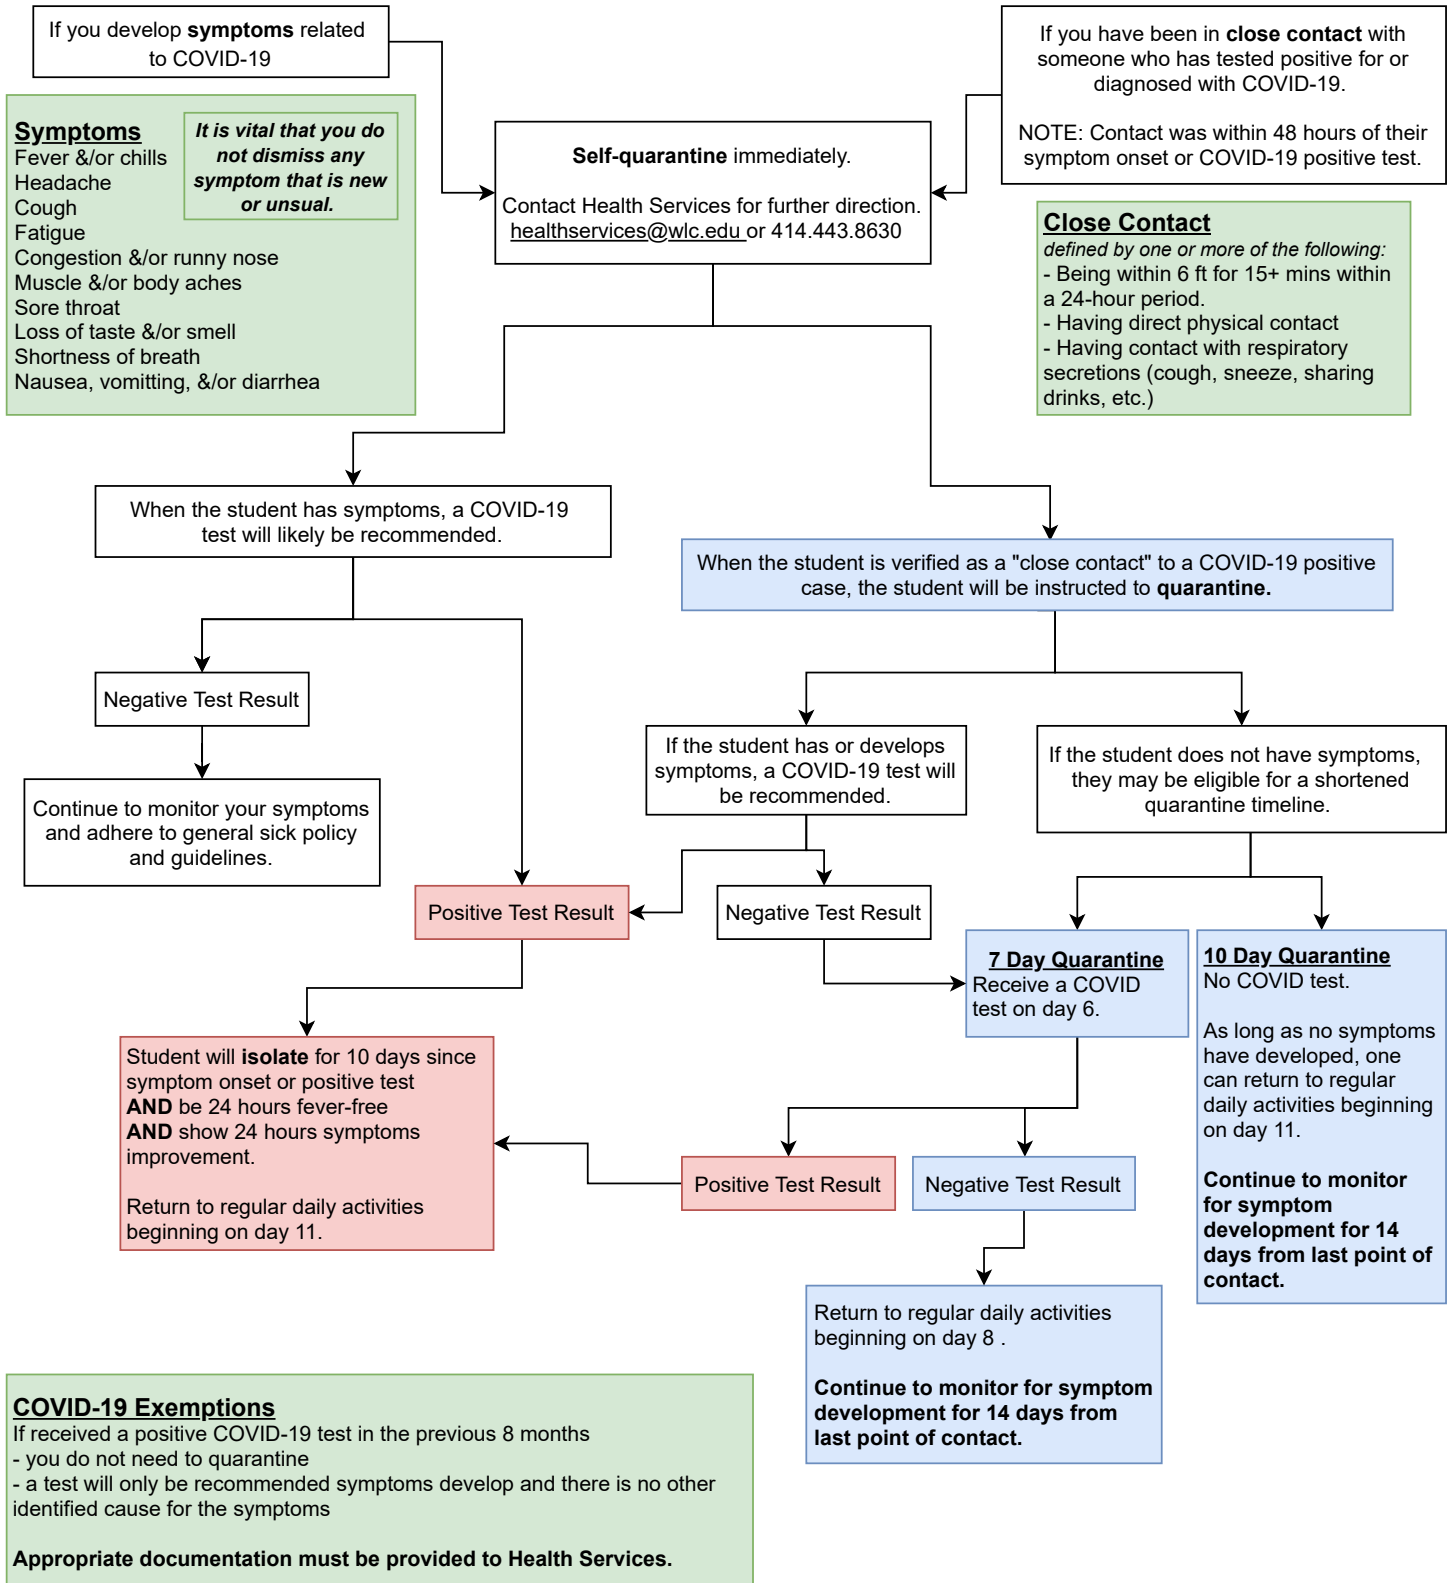 If you develop symptoms related
to COVID-19
If you have been in close contact with
someone who has tested positive for or
diagnosed with COVID-19.
NOTE: Contact was within 48 hours of their
symptom onset or COVID-19 positive test.
Symptoms
Fever &/or chills
Headache
Cough
Fatigue
Congestion &/or runny nose
Muscle &/or body aches
Sore throat
Loss of taste &/or smell
Shortness of breath
Nausea, vomitting, &/or diarrhea
It is vital that you do
not dismiss any
symptom that is new
or unusual.
Self-quarantine immediately.
Contact Health Services for further direction.
healthservices@wlc.edu or 414.443.8630
Close Contact
defined by one or more of the following:
- Being within 6 ft for 15+ mins within
a 24-hour period.
- Having direct physical contact
- Having contact with respiratory
secretions (cough, sneeze, sharing
drinks, etc.)
When the student has symptoms, a COVID-19
test will likely be recommended.
When the student is verified as a "close contact" to a COVID-19 positive
case, the student will be instructed to quarantine.
Negative Test Result
Continue to monitor your symptoms
and adhere to general sick policy
and guidelines.
If the student has or develops
symptoms, a COVID-19 test will
be recommended.
If the student does not have symptoms,
they may be eligible for a shortened
quarantine timeline.
Positive Test Result
Negative Test Result
7 Day Quarantine
Receive a COVID
test on day 6.
10 Day Quarantine
No COVID test.
As long as no symptoms
have developed, one
can return to regular
daily activities beginning
on day 11.
Continue to monitor
for symptom
development for 14
days from last point of
contact.
Student will isolate for 10 days since
symptom onset or positive test
AND be 24 hours fever-free
AND show 24 hours symptoms
improvement.
Return to regular daily activities
beginning on day 11.
Positive Test Result
Negative Test Result
Return to regular daily activities
beginning on day 8 .
Continue to monitor for symptom
development for 14 days from
last point of contact.
COVID-19 Exemptions
If received a positive COVID-19 test in the previous 8 months
- you do not need to quarantine
- a test will only be recommended symptoms develop and there is no other
identified cause for the symptoms
Appropriate documentation must be provided to Health Services.